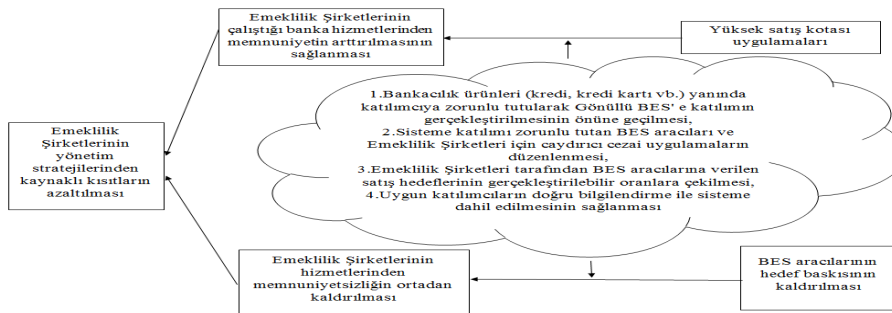 Emeklilik Şirketlerinin
çalıştığı banka hizmetlerinden
memnuniyetin arttırılmasının
sağlanması
Yüksek satış kotası
uygulamaları
1.Bankacılık ürünleri (kredi, kredi kartı vb.) yanında
katılımcıya zorunlu tutularak Gönüllü BES' e katılımın
gerçekleştirilmesinin önüne geçilmesi,
2.Sisteme katılımı zorunlu tutan BES aracıları ve
Emeklilik Şirketleri için caydırıcı cezai uygulamaların
düzenlenmesi,
3.Emeklilik Şirketleri tarafından BES aracılarına verilen
satış hedeflerinin gerçekleştirilebilir oranlara çekilmesi,
4.Uygun katılımcıların doğru bilgilendirme ile sisteme
dahil edilmesinin sağlanması
Emeklilik
Şirketlerinin
yönetim
stratejilerinden
kaynaklı kısıtların
azaltılması
Emeklilik Şirketlerinin
hizmetlerinden
memnuniyetsizliğin ortadan
kaldırılması
BES aracılarının
hedef baskısının
kaldırılması